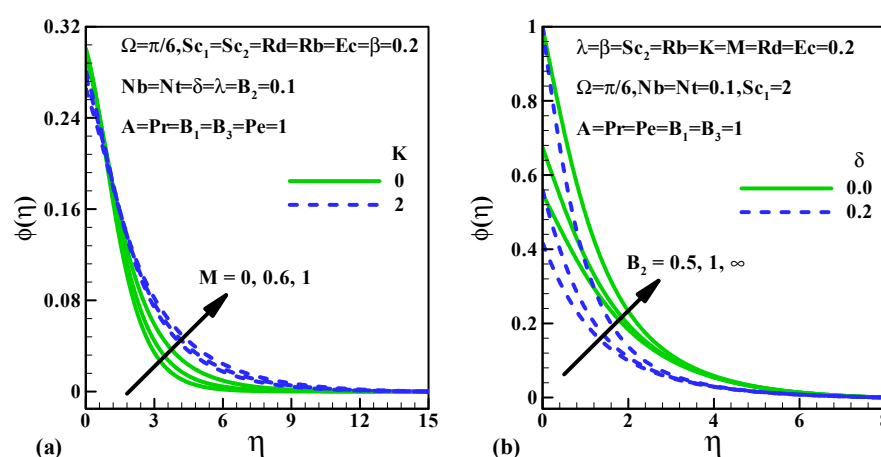 0.32
0.24
0.16
0.08
0
ϕ(η)
Ω=π/6,Sc₁=Sc₂=Rd=Rb=Ec=β=0.2
Nb=Nt=δ=λ=B₂=0.1
A=Pr=B₁=B₃=Pe=1
K
0
2
M = 0, 0.6, 1
0 3 6 9 12 15
(a) η
1
0.8
0.6
0.4
0.2
0
ϕ(η)
λ=β=Sc₂=Rb=K=M=Rd=Ec=0.2
Ω=π/6,Nb=Nt=0.1,Sc₁=2
A=Pr=Pe=B₁=B₃=1
δ
0.0
0.2
B₂ = 0.5, 1, ∞
0 2 4 6 8
(b) η